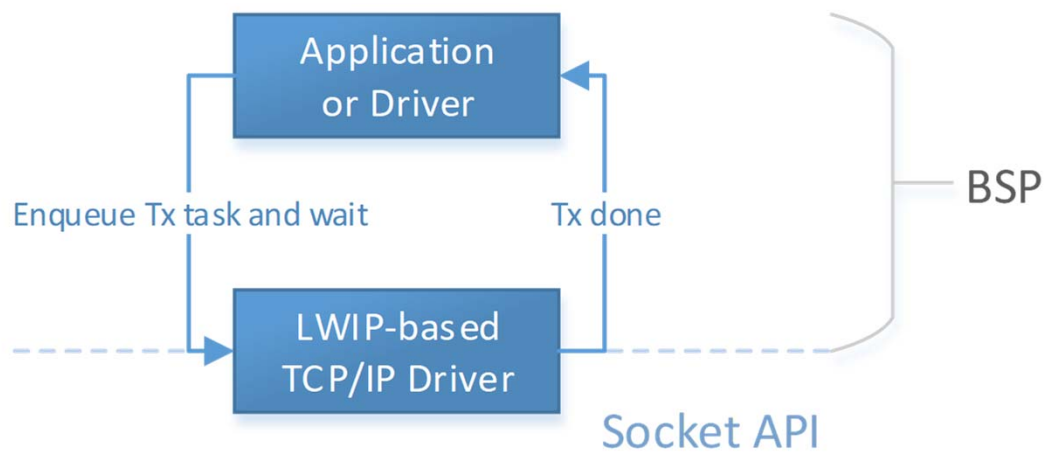 Application
or Driver
BSP
Enqueue Tx task and wait
Tx done
LWIP-based
TCP/IP Driver
Socket API